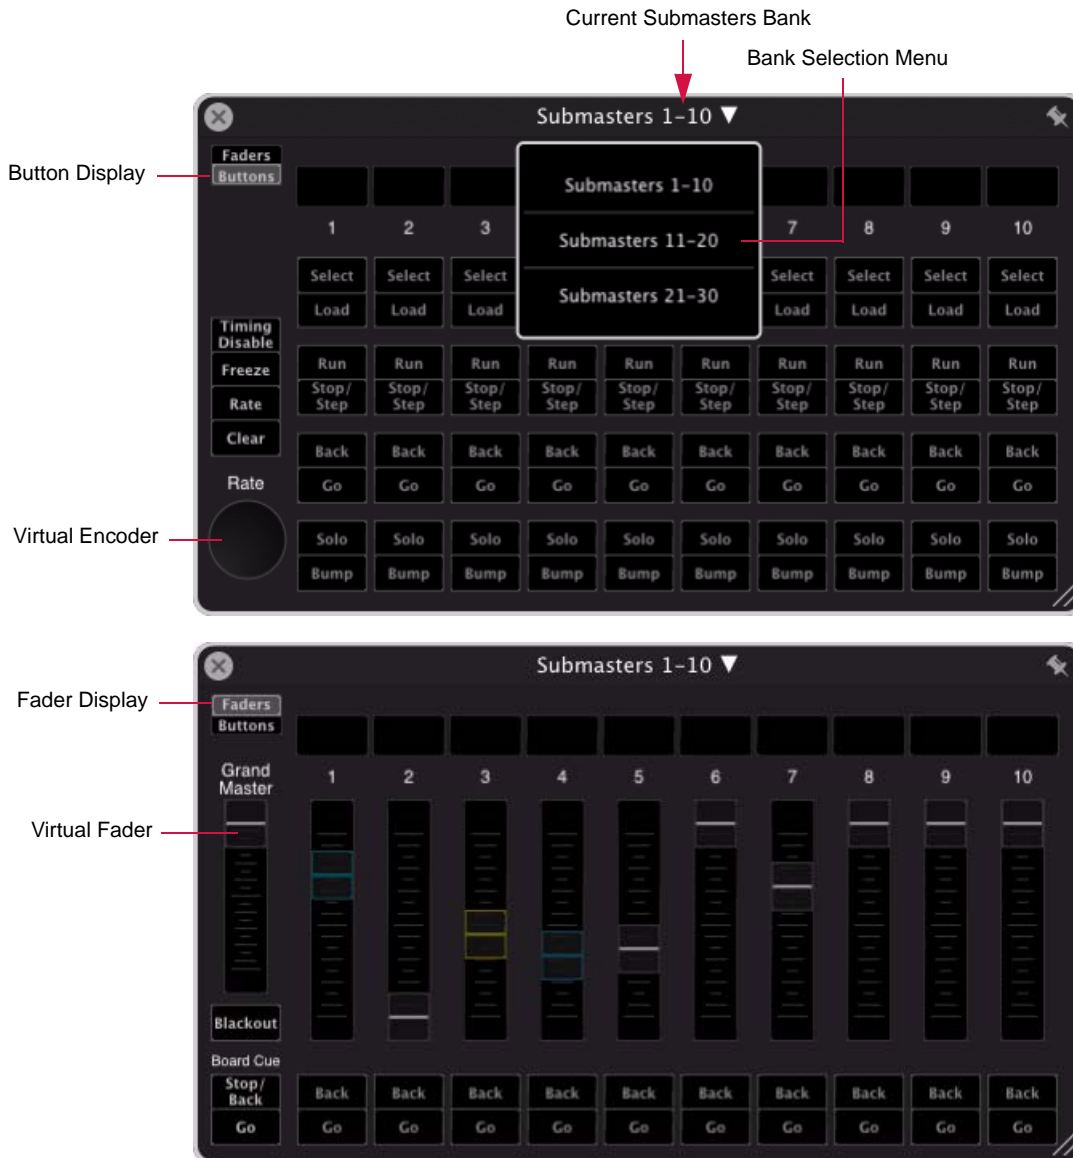 Current Submasters Bank
Bank Selection Menu
Submasters 1-10
Button Display
Faders
Buttons
Submasters 1-10
Submasters 11-20
Submasters 21-30
1 2 3 7 8 9 10
Select Select Select Select Select Select Select
Load Load Load Load Load Load Load
Timing
Disable
Freeze
Rate
Clear
Run Run Run Run Run Run Run Run Run Run
Stop/ Stop/ Stop/ Stop/ Stop/ Stop/ Stop/ Stop/ Stop/ Stop/
Step Step Step Step Step Step Step Step Step Step
Back Back Back Back Back Back Back Back Back Back
Go Go Go Go Go Go Go Go Go Go
Rate
Virtual Encoder
Solo Solo Solo Solo Solo Solo Solo Solo Solo Solo
Bump Bump Bump Bump Bump Bump Bump Bump Bump Bump
Submasters 1-10
Fader Display
Faders
Buttons
Grand
Master
1 2 3 4 5 6 7 8 9 10
Virtual Fader
Blackout
Board Cue
Stop/
Back
Go
Back Back Back Back Back Back Back Back Back Back
Go Go Go Go Go Go Go Go Go Go